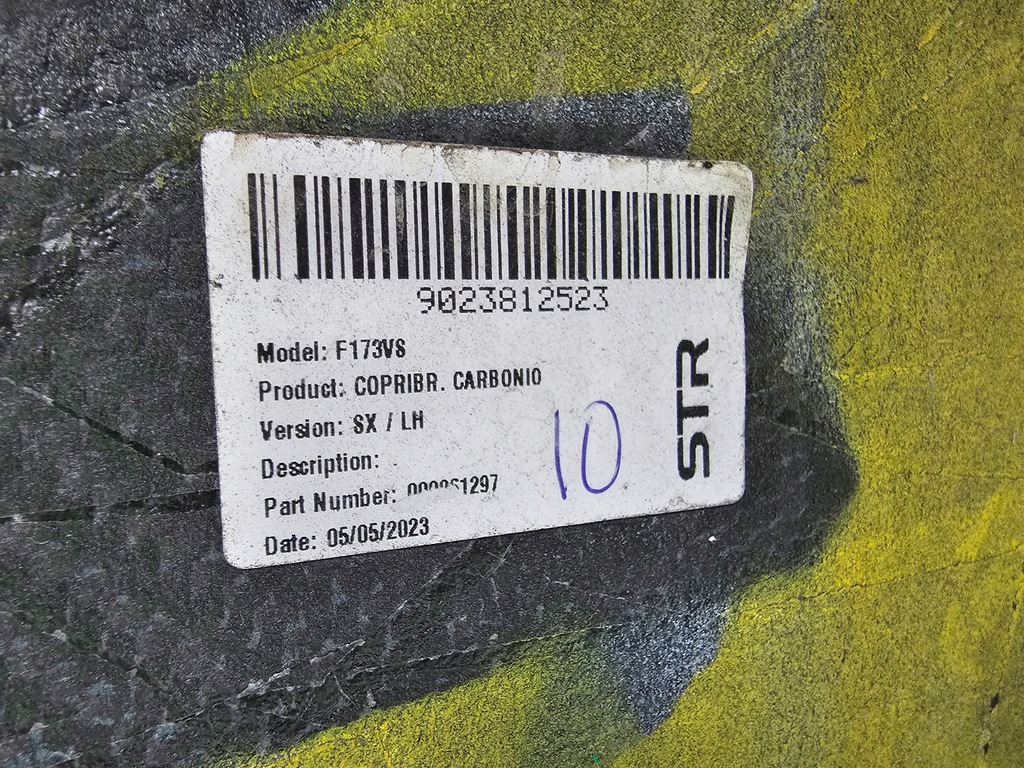 9023812523
Model: F173VS
Product: COPRIBR. CARBONIO
Version: SX / LH
Description:
Part Number:
Date: 05/05/2023
10
STR